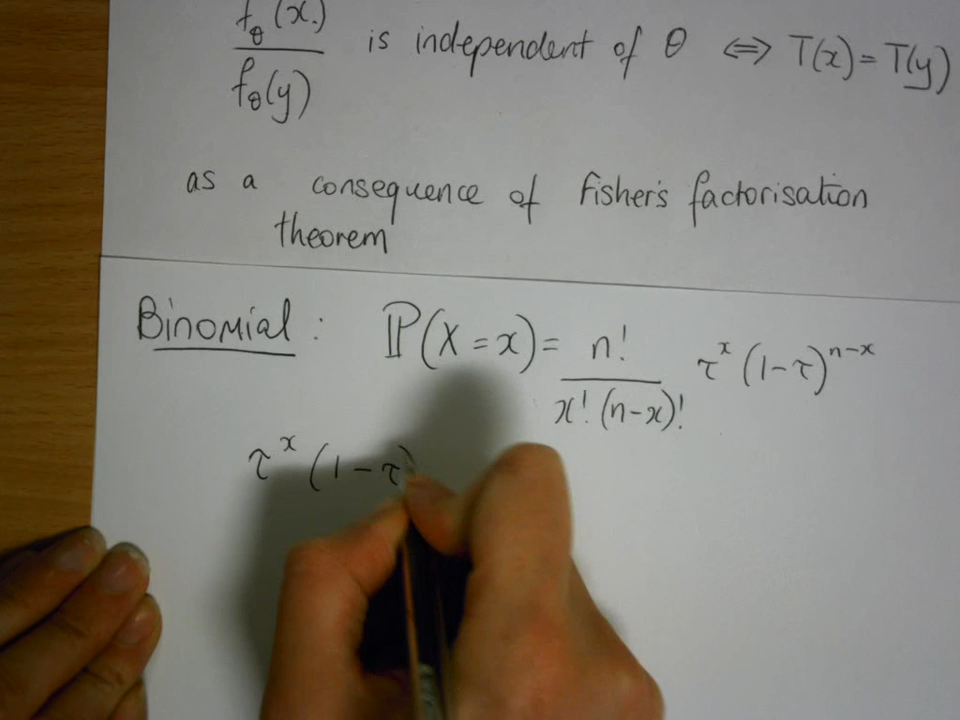 f_θ(x)
f_θ(y) is independent of θ ⇔ T(x) = T(y)
as a consequence of Fisher's factorisation
theorem
Binomial : ℙ(X = x) = n! / x! (n-x)! τ^x (1-τ)^{n-x}
τ^x (1-τ)